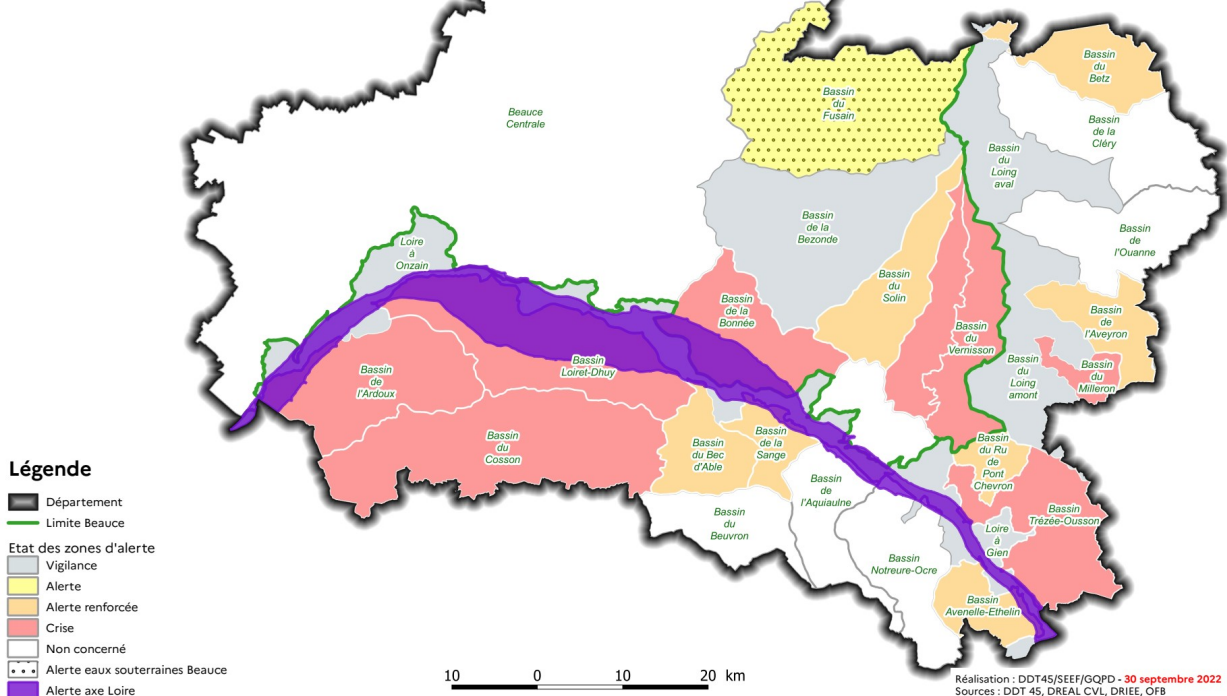 Beauce
Centrale
Bassin
du
Fusain
Bassin
du
Betz
Bassin
de la
Cléry
Bassin
du
Loing
aval
Bassin
de la
Bezonde
Bassin
de
l'Ouanne
Loire
à
Onzain
Bassin
du
Solin
Bassin
de la
Bonnée
Bassin
du
Vernisson
Bassin
de
l'Aveyron
Bassin
Loiret-Dhuy
Bassin
de
l'Ardoux
Bassin
du
Loing
amont
Bassin
du
Milleron
Bassin
du
Cosson
Bassin
du Bec
d'Able
Bassin
de la
Sange
Bassin
du Ru
de
Pont
Chevron
Bassin
de
l'Aquiaulne
Bassin
du
Beuvron
Bassin
Trézée-Ousson
Loire
à
Gien
Bassin
Notreure-Ocre
Bassin
Avenelle-Ethelin
Légende
Département
Limite Beauce
Etat des zones d'alerte
Vigilance
Alerte
Alerte renforcée
Crise
Non concerné
Alerte eaux souterraines Beauce
Alerte axe Loire
10 0 10 20 km
Réalisation : DDT45/SEEF/GQPD - 30 septembre 2022
Sources : DDT 45, DREAL CVL, DRIEE, OFB